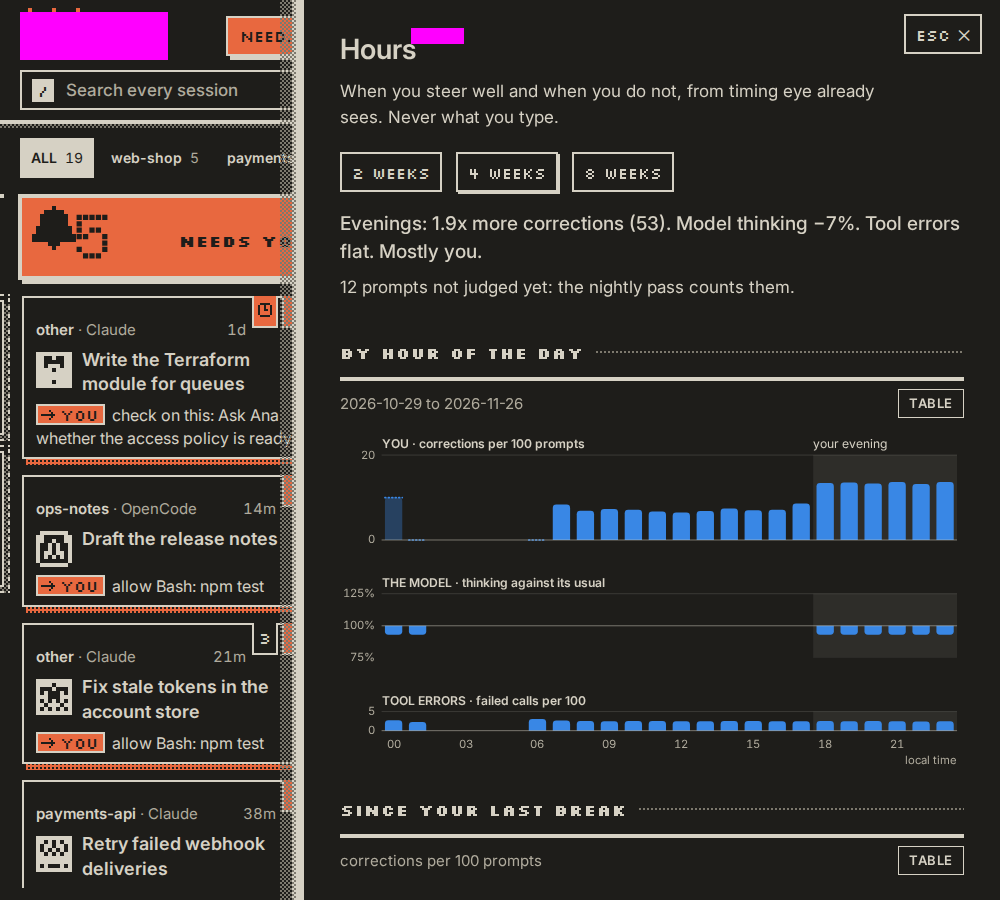 NEED
/ Search every session
ALL 19 web-shop 5 payments
5 NEEDS YO
other · Claude 1d
Write the Terraform
module for queues
→ YOU check on this: Ask Ana
whether the access policy is ready
ops-notes · OpenCode 14m
Draft the release notes
→ YOU allow Bash: npm test
3
other · Claude 21m
Fix stale tokens in the
account store
→ YOU allow Bash: npm test
payments-api · Claude 38m
Retry failed webhook
deliveries
Hours
ESC ×
When you steer well and when you do not, from timing eye already
sees. Never what you type.
2 WEEKS 4 WEEKS 8 WEEKS
Evenings: 1.9x more corrections (53). Model thinking −7%. Tool errors
flat. Mostly you.
12 prompts not judged yet: the nightly pass counts them.
BY HOUR OF THE DAY
2026-10-29 to 2026-11-26 TABLE
YOU · corrections per 100 prompts your evening
20
0
THE MODEL · thinking against its usual
125%
100%
75%
TOOL ERRORS · failed calls per 100
5
0
00 03 06 09 12 15 18 21
local time
SINCE YOUR LAST BREAK
corrections per 100 prompts TABLE